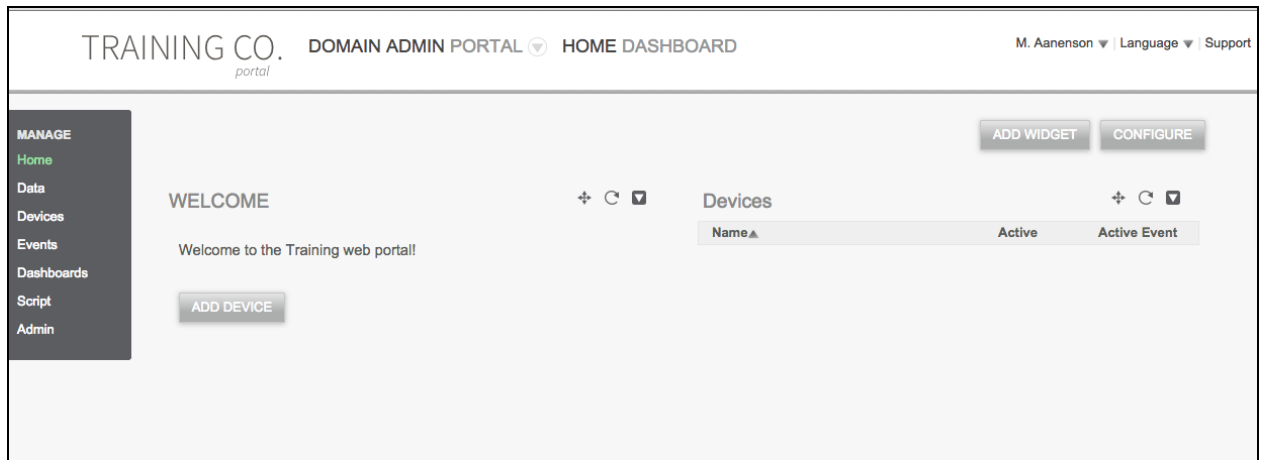 TRAINING CO.
portal
DOMAIN ADMIN PORTAL HOME DASHBOARD
M. Aanenson | Language | Support
MANAGE
Home
Data
Devices
Events
Dashboards
Script
Admin
ADD WIDGET CONFIGURE
WELCOME
Welcome to the Training web portal!
ADD DEVICE
Devices
Name Active Active Event